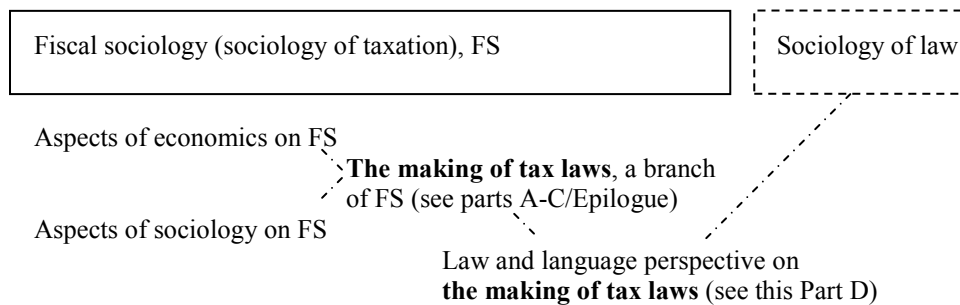 Fiscal sociology (sociology of taxation), FS
Sociology of law
Aspects of economics on FS
The making of tax laws, a branch
of FS (see parts A-C/Epilogue)
Aspects of sociology on FS
Law and language perspective on
the making of tax laws (see this Part D)